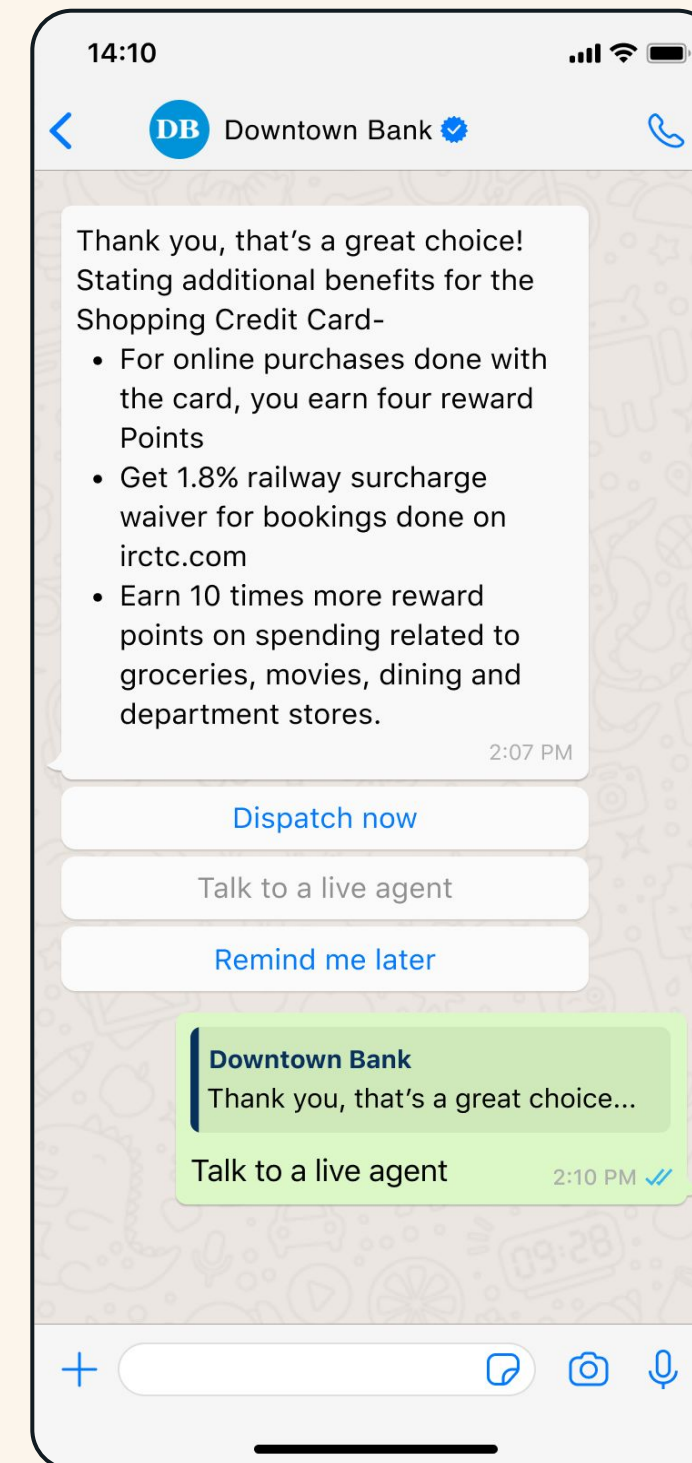 14:10
DB Downtown Bank
Thank you, that’s a great choice!
Stating additional benefits for the
Shopping Credit Card-
• For online purchases done with
the card, you earn four reward
Points
• Get 1.8% railway surcharge
waiver for bookings done on
irctc.com
• Earn 10 times more reward
points on spending related to
groceries, movies, dining and
department stores.
2:07 PM
Dispatch now
Talk to a live agent
Remind me later
Downtown Bank
Thank you, that’s a great choice...
Talk to a live agent 2:10 PM
09:28